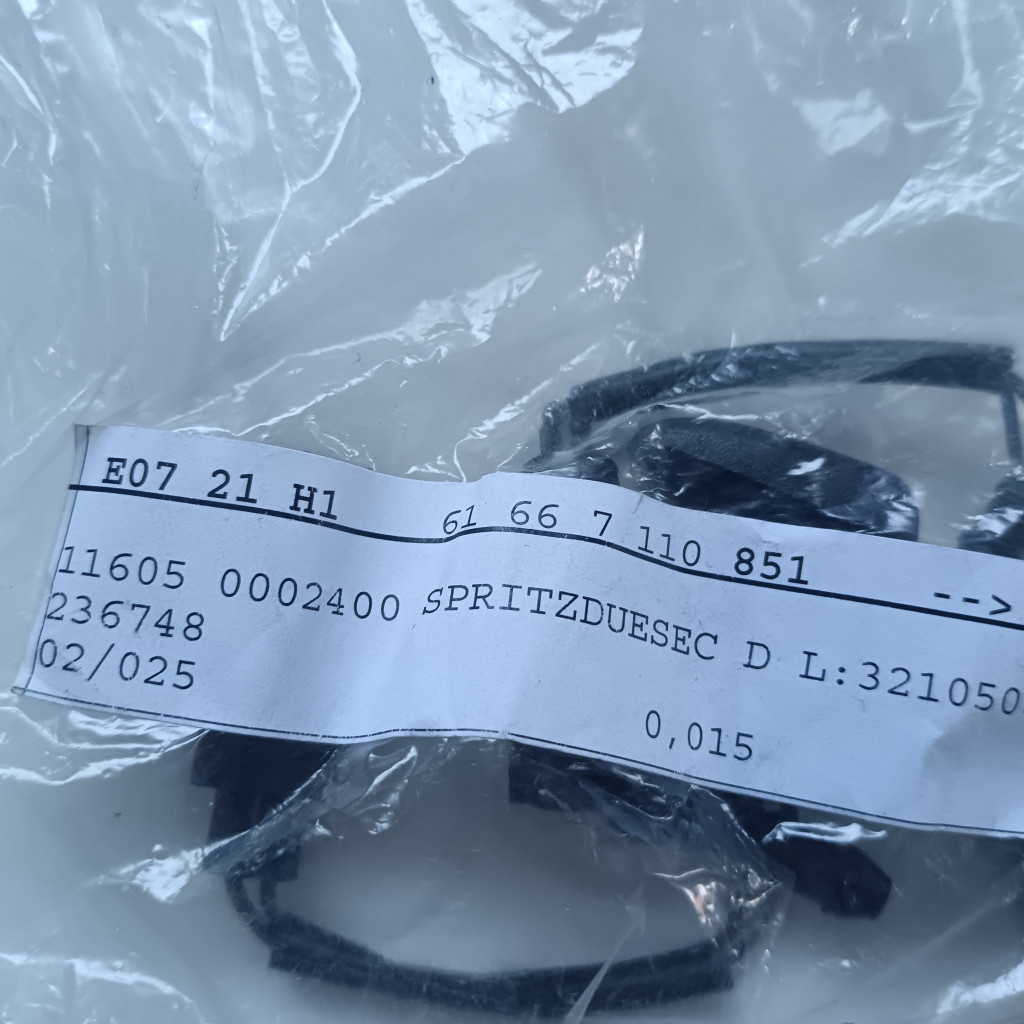 E07 21 H1 61 66 7 110 851 -->
11605 0002400 SPRITZDUESEC D L:321050
236748
02/025
0,015